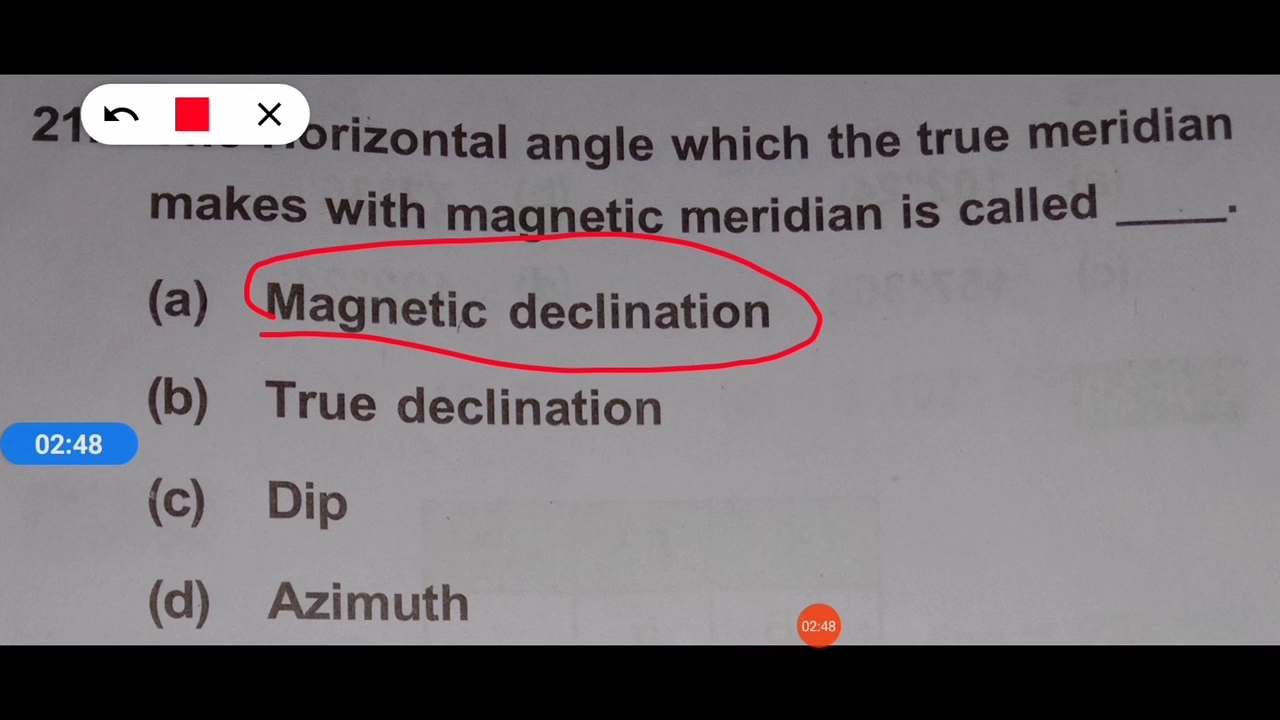 21. orizontal angle which the true meridian
makes with magnetic meridian is called ____.
(a) Magnetic declination
(b) True declination
02:48
(c) Dip
(d) Azimuth
02:48